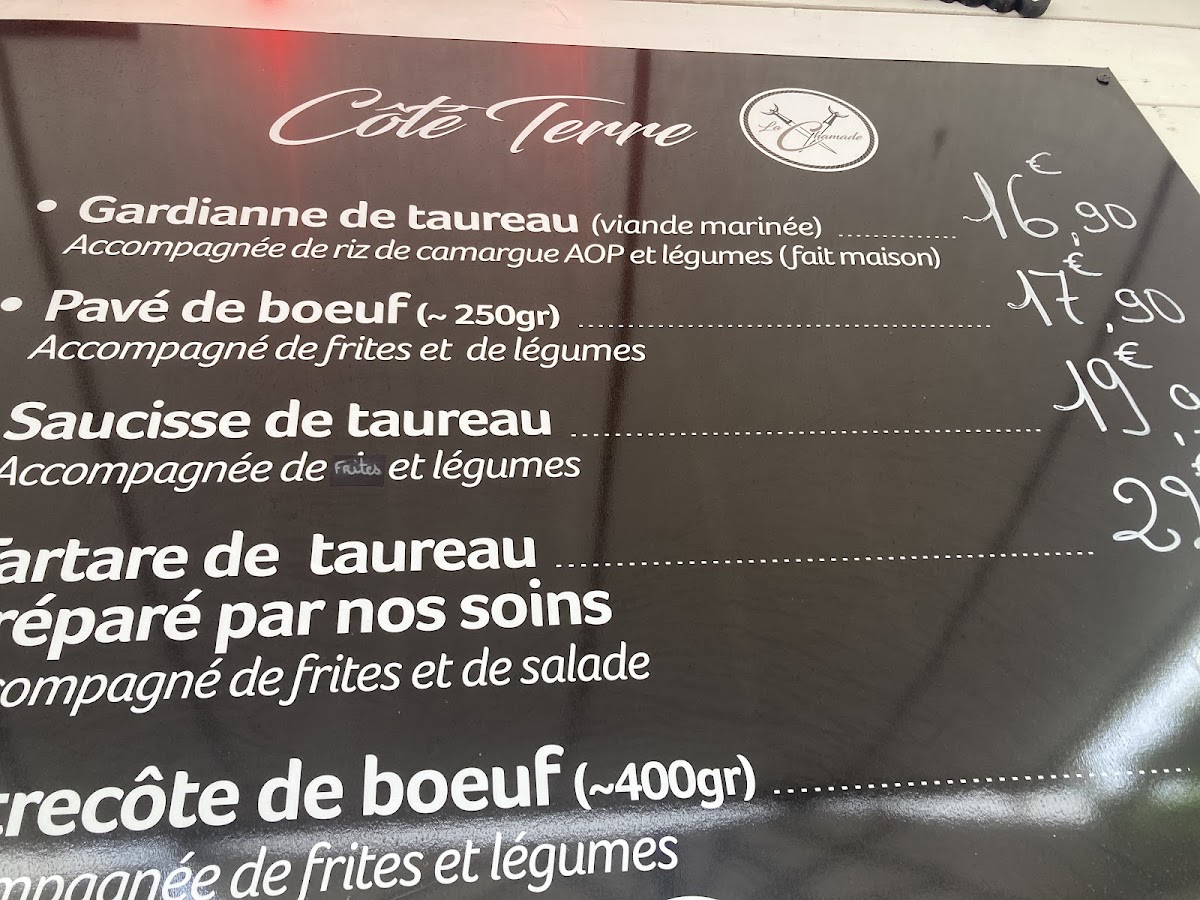 Côté Terre
La Chamade
• Gardianne de taureau (viande marinée) 16€,90
Accompagnée de riz de camargue AOP et légumes (fait maison)
• Pavé de boeuf (~ 250gr) 17€,90
Accompagné de frites et de légumes
Saucisse de taureau 19€,
Accompagnée de Frites et légumes
Tartare de taureau
réparé par nos soins
compagné de frites et de salade
trecôte de boeuf (~400gr)
mpagnée de frites et légumes